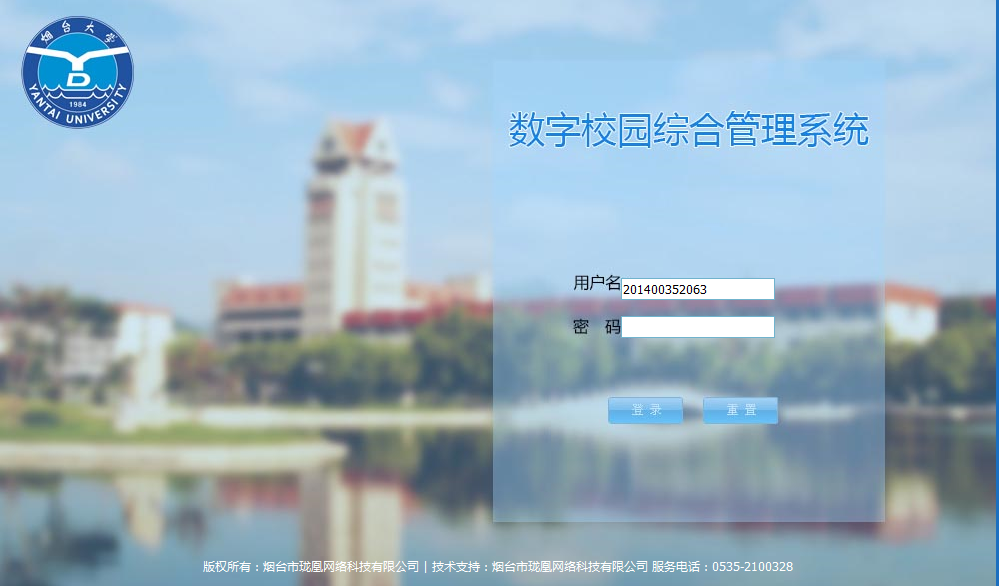 烟台大学
D
1984
YANTAI UNIVERSITY
数字校园综合管理系统
用户名 201400352063
密 码
登 录 重 置
版权所有：烟台市珑凰网络科技有限公司 | 技术支持：烟台市珑凰网络科技有限公司 服务电话：0535-2100328